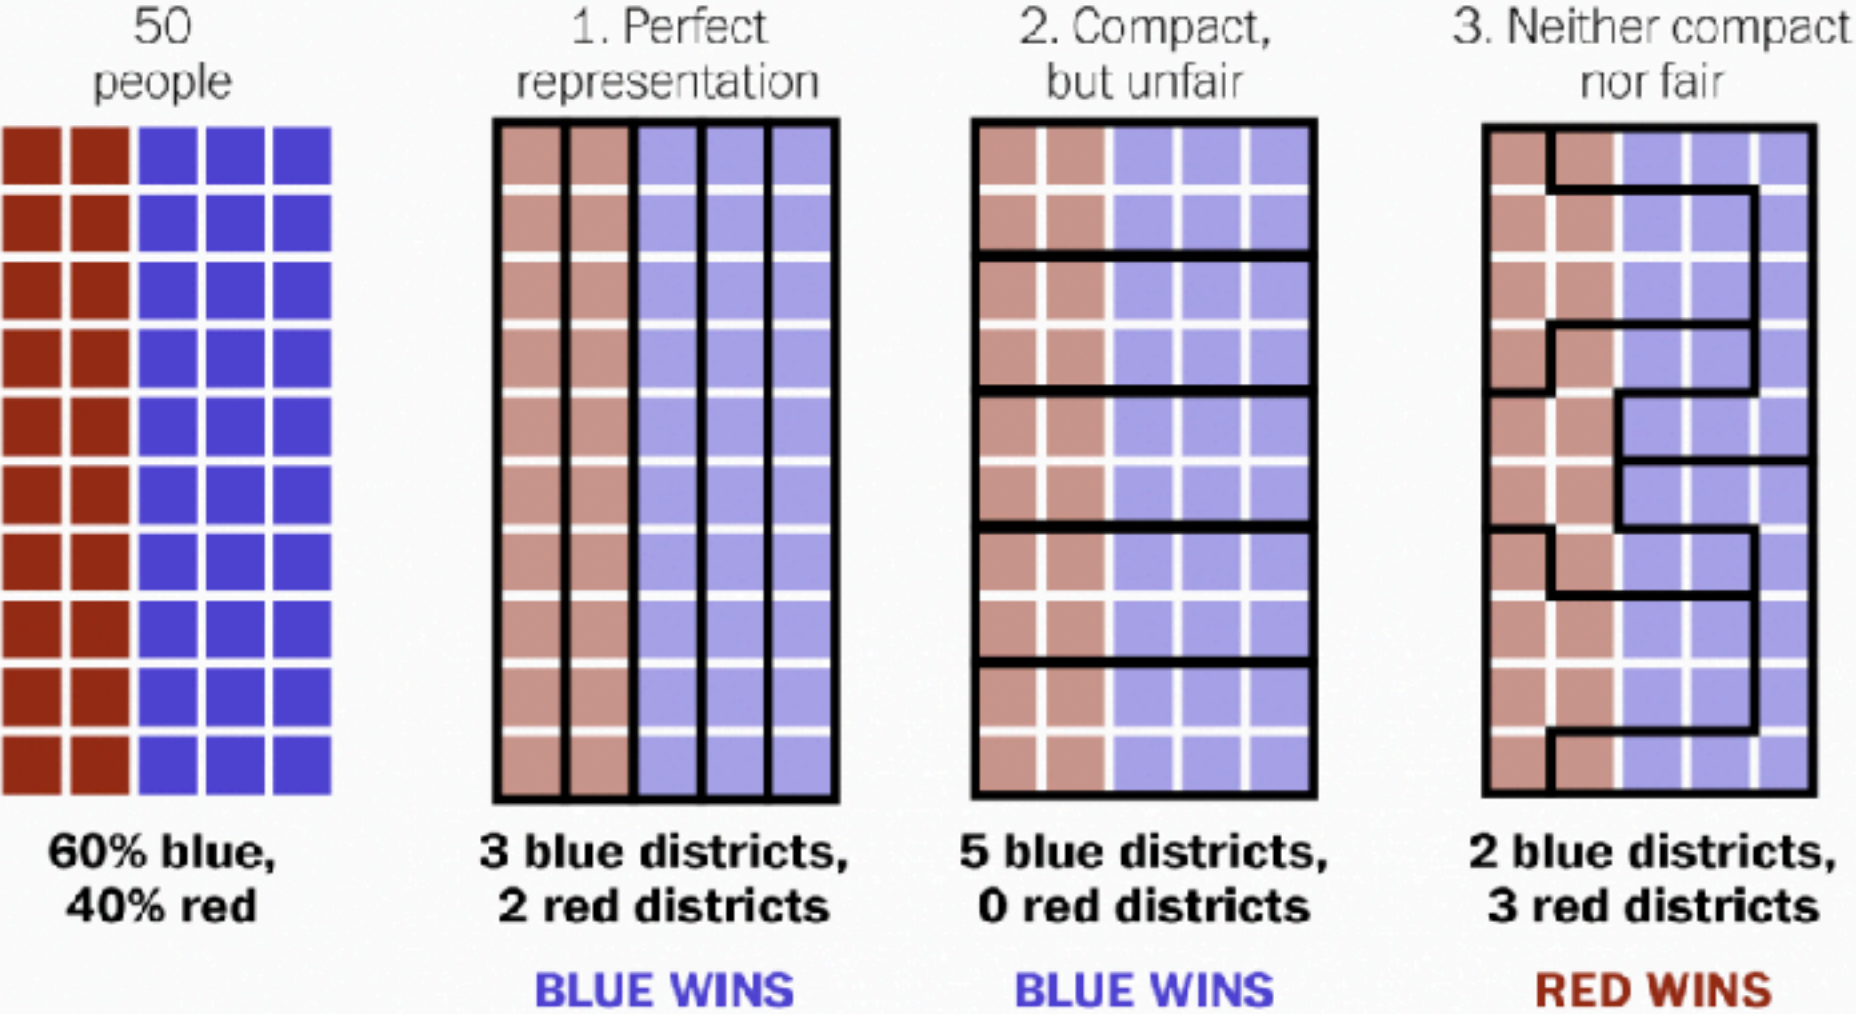 50
people
1. Perfect
representation
2. Compact,
but unfair
3. Neither compact
nor fair
60% blue,
40% red
3 blue districts,
2 red districts
5 blue districts,
0 red districts
2 blue districts,
3 red districts
BLUE WINS
BLUE WINS
RED WINS